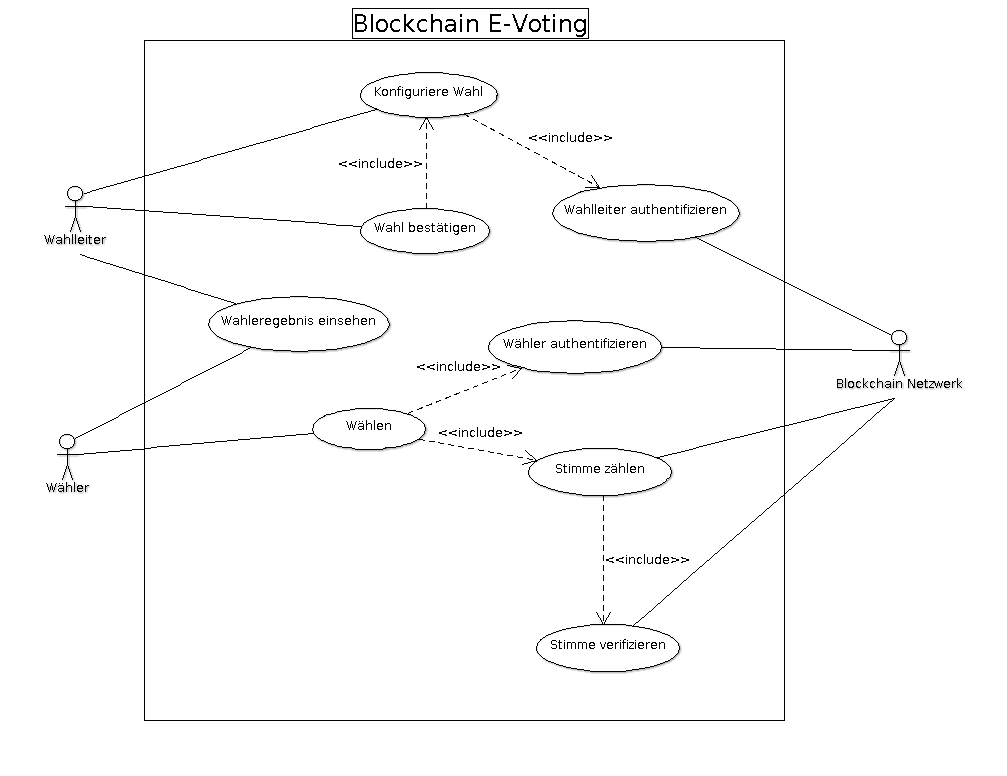 Blockchain E-Voting
Konfiguriere Wahl
<<include>>
<<include>>
Wahlleiter
Wahl bestätigen
Wahlleiter authentifizieren
Wahleregebnis einsehen
Wähler authentifizieren
<<include>>
Blockchain Netzwerk
Wählen
<<include>>
Wähler
Stimme zählen
<<include>>
Stimme verifizieren